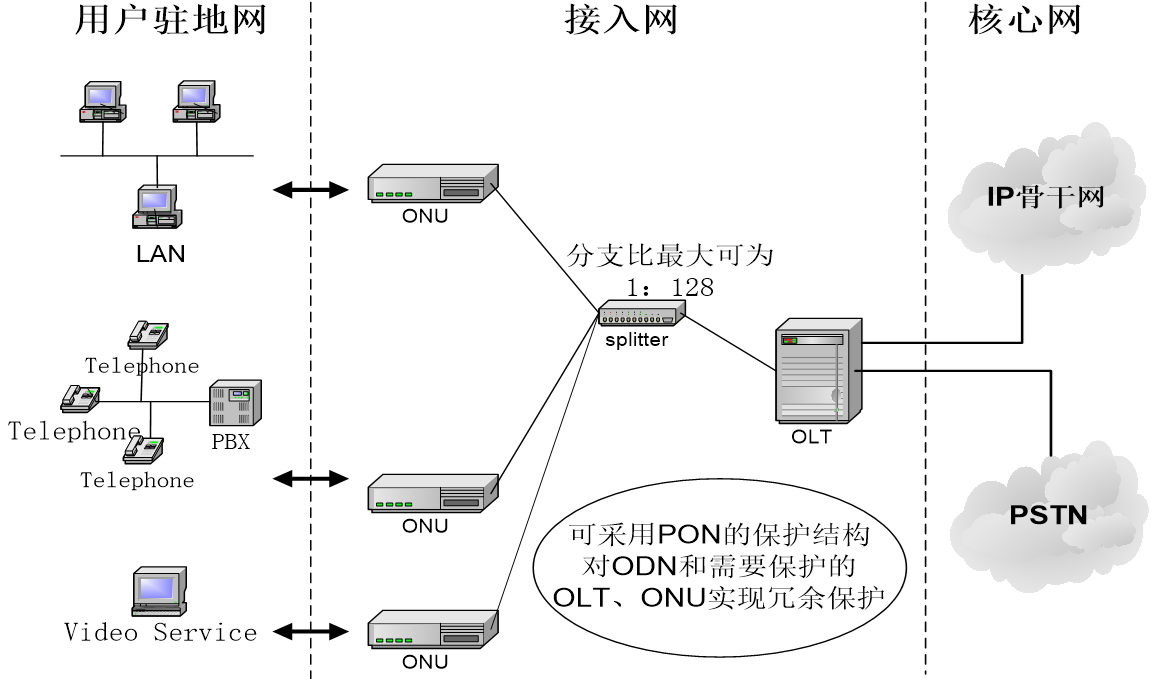 用户驻地网
接入网
核心网
LAN
ONU
IP骨干网
分支比最大可为
1：128
splitter
OLT
Telephone
Telephone
PBX
Telephone
ONU
PSTN
可采用PON的保护结构
对ODN和需要保护的
OLT、ONU实现冗余保护
Video Service
ONU